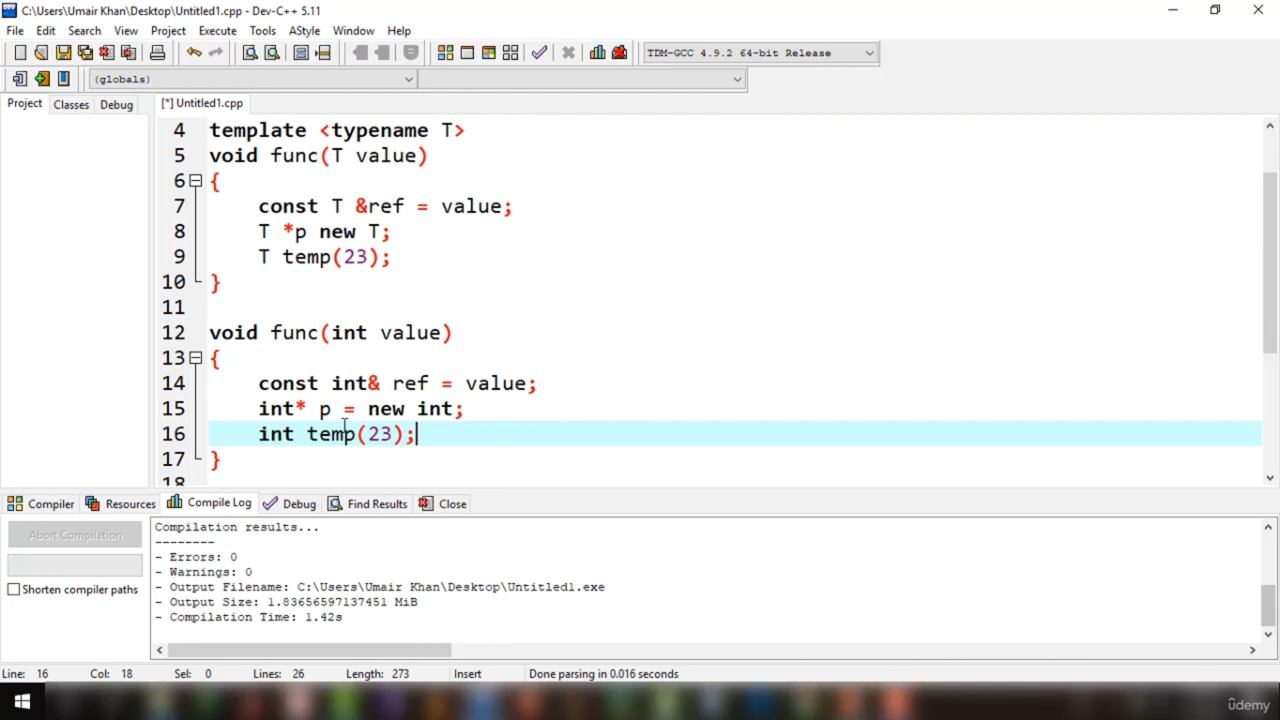 C:\Users\Umair Khan\Desktop\Untitled1.cpp - Dev-C++ 5.11
File Edit Search View Project Execute Tools AStyle Window Help
TDM-GCC 4.9.2 64-bit Release
(globals)
Project Classes Debug [*] Untitled1.cpp
4 template <typename T>
5 void func(T value)
6 {
7 const T &ref = value;
8 T *p new T;
9 T temp(23);
10 }
11
12 void func(int value)
13 {
14 const int& ref = value;
15 int* p = new int;
16 int temp(23);
17 }
18
Compiler Resources Compile Log Debug Find Results Close
Abort Compilation
Shorten compiler paths
Compilation results...
--------
- Errors: 0
- Warnings: 0
- Output Filename: C:\Users\Umair Khan\Desktop\Untitled1.exe
- Output Size: 1.83656597137451 MiB
- Compilation Time: 1.42s
Line: 16 Col: 18 Sel: 0 Lines: 26 Length: 273 Insert Done parsing in 0.016 seconds
ûdemy